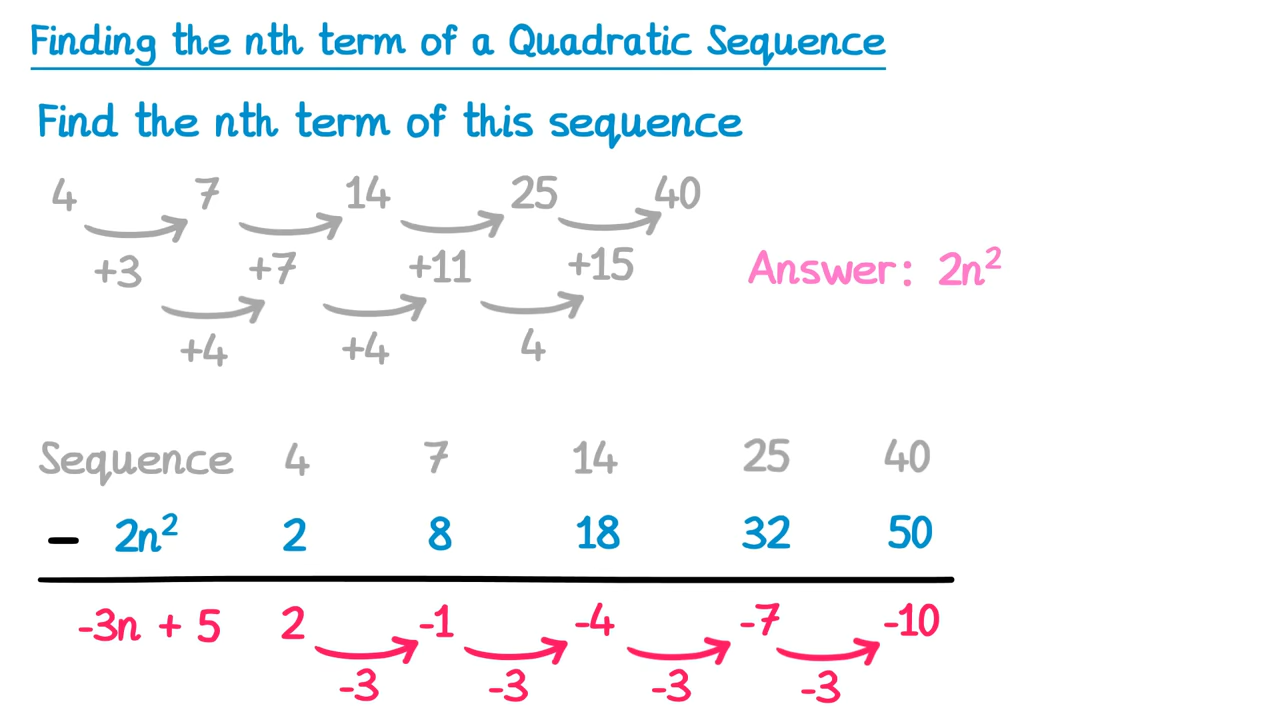 Finding the nth term of a Quadratic Sequence
Find the nth term of this sequence
4 7 14 25 40
+3 +7 +11 +15
Answer: 2n²
+4 +4 4
Sequence 4 7 14 25 40
- 2n² 2 8 18 32 50
-3n + 5 2 -1 -4 -7 -10
-3 -3 -3 -3